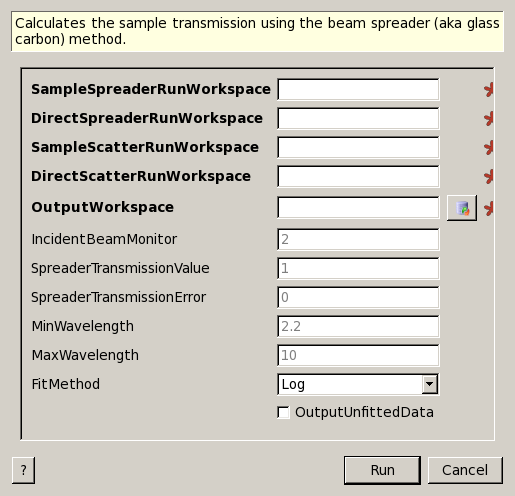 Calculates the sample transmission using the beam spreader (aka glass
carbon) method.
SampleSpreaderRunWorkspace
DirectSpreaderRunWorkspace
SampleScatterRunWorkspace
DirectScatterRunWorkspace
OutputWorkspace
IncidentBeamMonitor 2
SpreaderTransmissionValue 1
SpreaderTransmissionError 0
MinWavelength 2.2
MaxWavelength 10
FitMethod Log
OutputUnfittedData
? Run Cancel